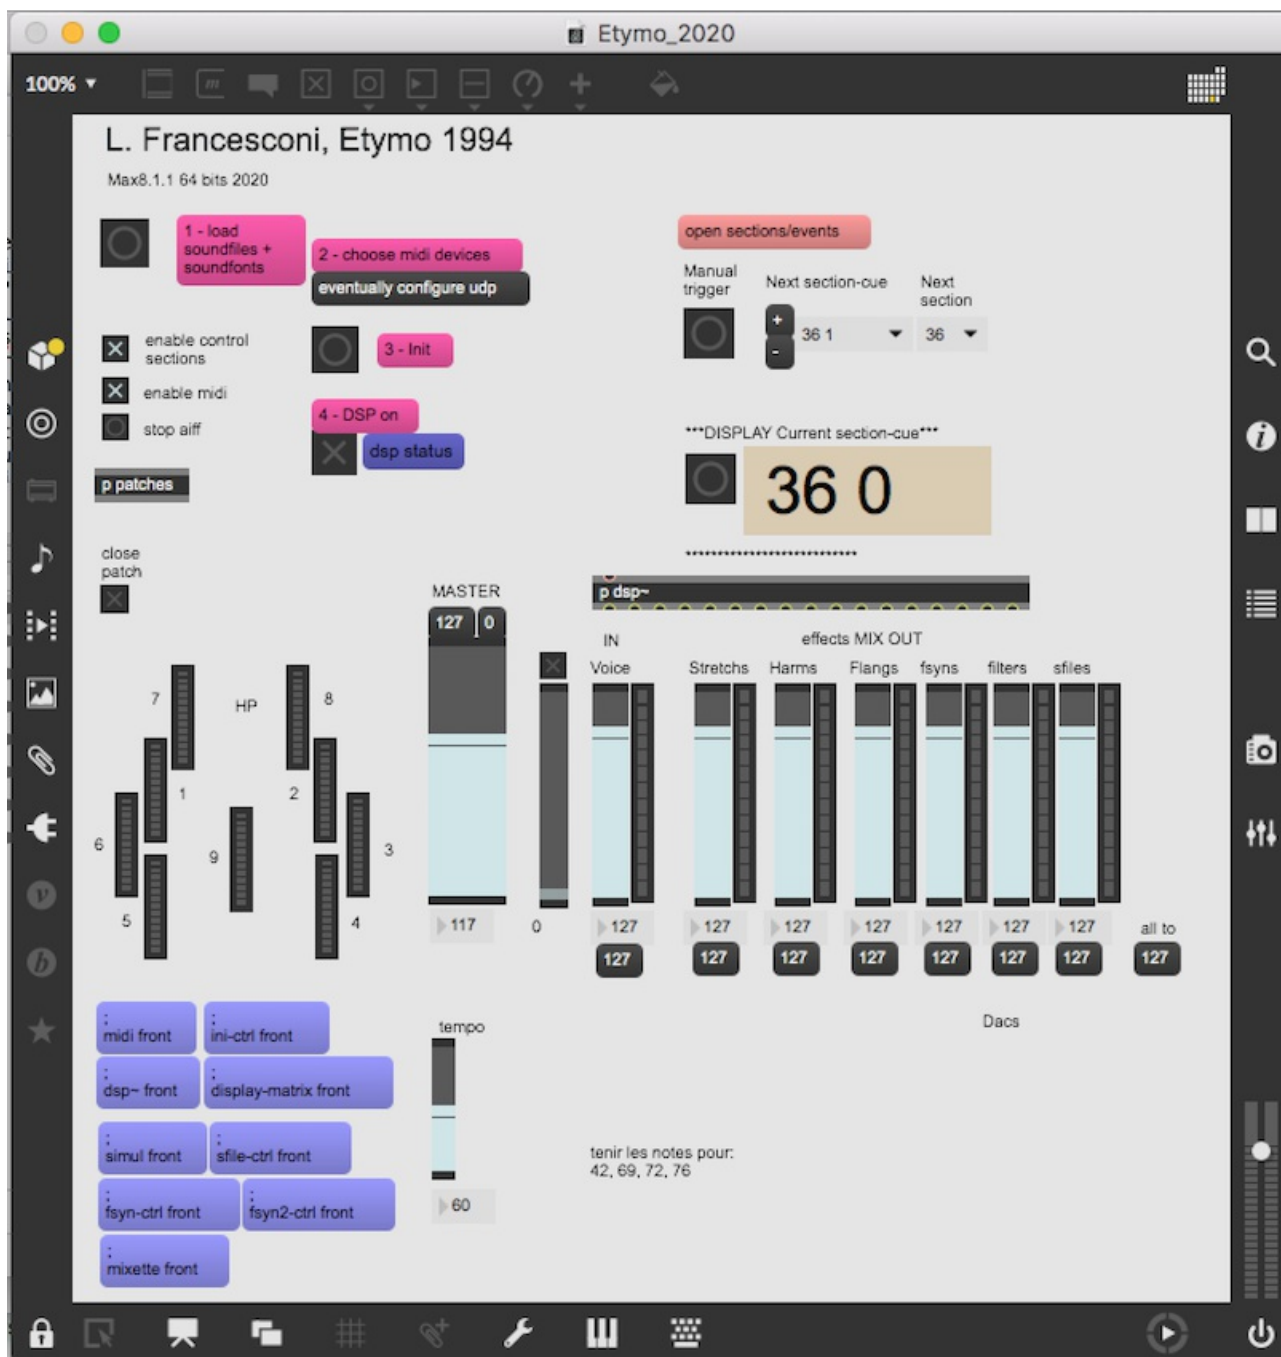 Etymo_2020
100%
L. Francesconi, Etymo 1994
Max8.1.1 64 bits 2020
1 - load
soundfiles +
soundfonts
2 - choose midi devices
eventually configure udp
enable control
sections
enable midi
stop aiff
3 - Init
4 - DSP on
dsp status
p patches
close
patch
open sections/events
Manual
trigger
Next section-cue
Next
section
+
-
36 1
36
***DISPLAY Current section-cue***
36 0
***************************
p dsp~
MASTER
127 0
IN
effects MIX OUT
Voice Stretchs Harms Flangs fsyns filters sfiles
7 HP 8
1 2
6 9 3
5 4
117 0 127 127 127 127 127 127 127 all to
127 127 127 127 127 127 127 127
Dacs
;
midi front
;
ini-ctrl front
;
dsp~ front
;
display-matrix front
;
simul front
;
sfile-ctrl front
;
fsyn-ctrl front
;
fsyn2-ctrl front
;
mixette front
tempo
60
tenir les notes pour:
42, 69, 72, 76